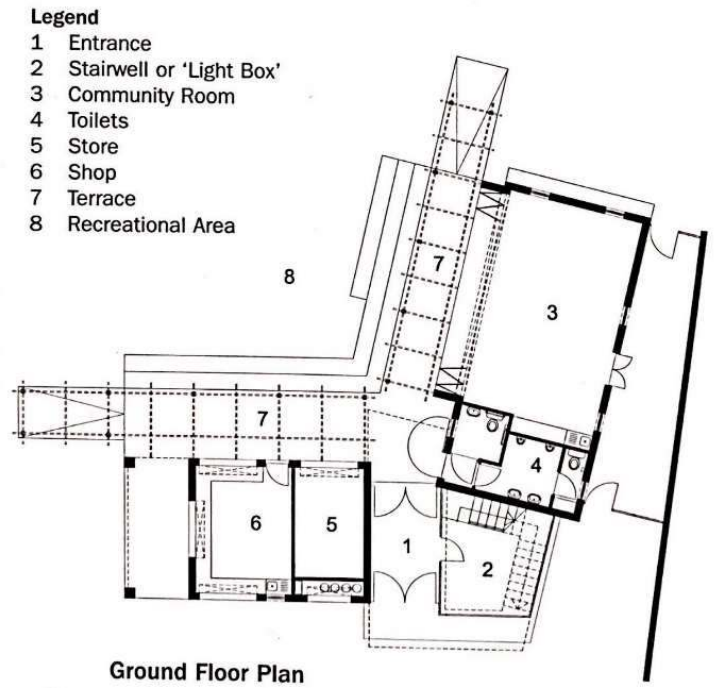 Legend
1 Entrance
2 Stairwell or ‘Light Box’
3 Community Room
4 Toilets
5 Store
6 Shop
7 Terrace
8 Recreational Area
7
8
3
7
4
6
5
1
2
Ground Floor Plan